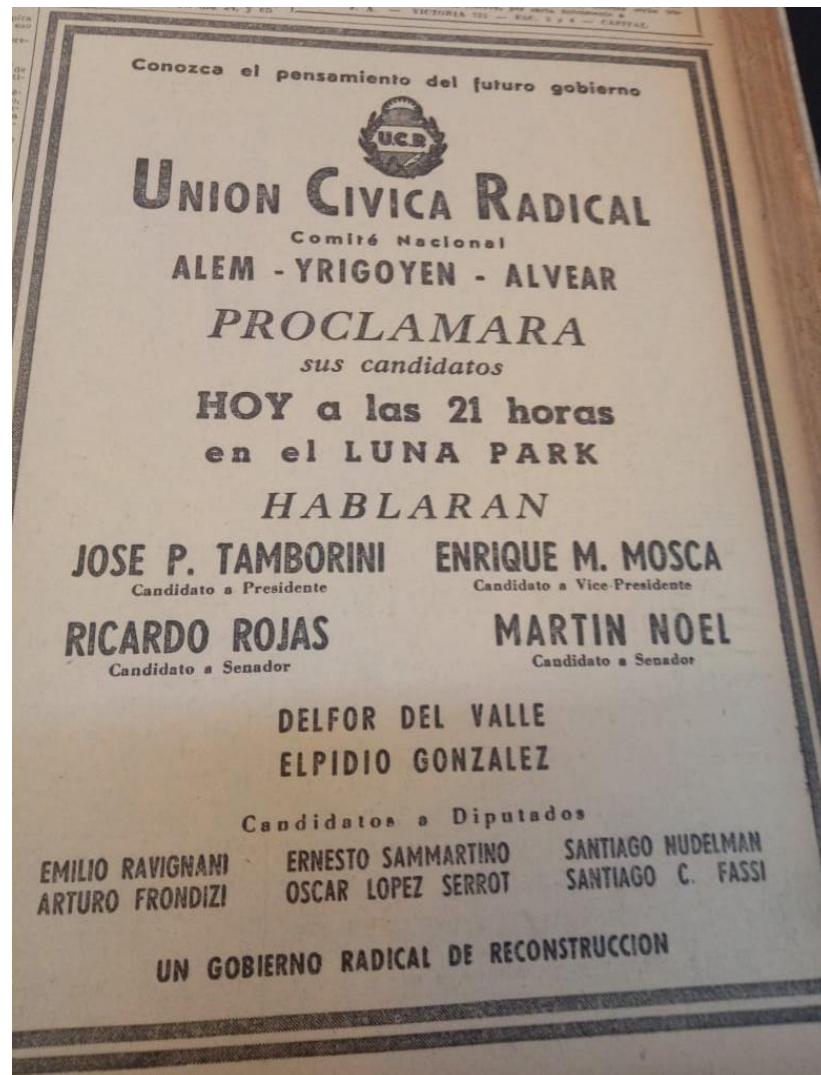 VICTORIA
CAPITAL
Conozca el pensamiento del futuro gobierno
U.C.R.
UNION CIVICA RADICAL
Comité Nacional
ALEM - YRIGOYEN - ALVEAR
PROCLAMARA
sus candidatos
HOY a las 21 horas
en el LUNA PARK
HABLARAN
JOSE P. TAMBORINI ENRIQUE M. MOSCA
Candidato a Presidente Candidato a Vice-Presidente
RICARDO ROJAS MARTIN NOEL
Candidato a Senador Candidato a Senador
DELFOR DEL VALLE
ELPIDIO GONZALEZ
Candidatos a Diputados
EMILIO RAVIGNANI ERNESTO SAMMARTINO SANTIAGO NUDELMAN
ARTURO FRONDIZI OSCAR LOPEZ SERROT SANTIAGO C. FASSI
UN GOBIERNO RADICAL DE RECONSTRUCCION